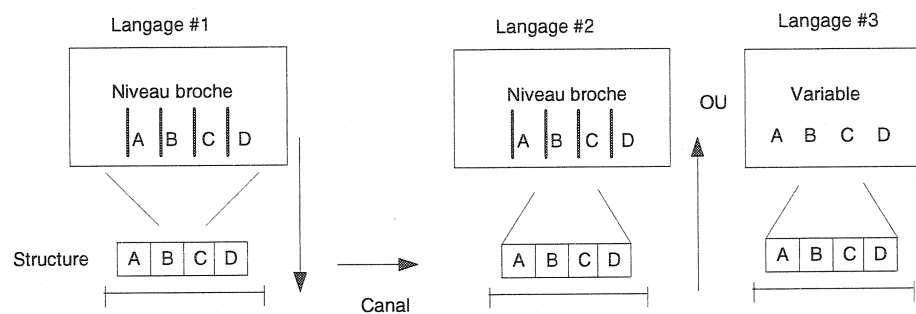 Langage #1
Langage #2
Langage #3
Niveau broche
A B C D
Niveau broche
A B C D
OU
Variable
A B C D
Structure
A B C D
A B C D
A B C D
Canal